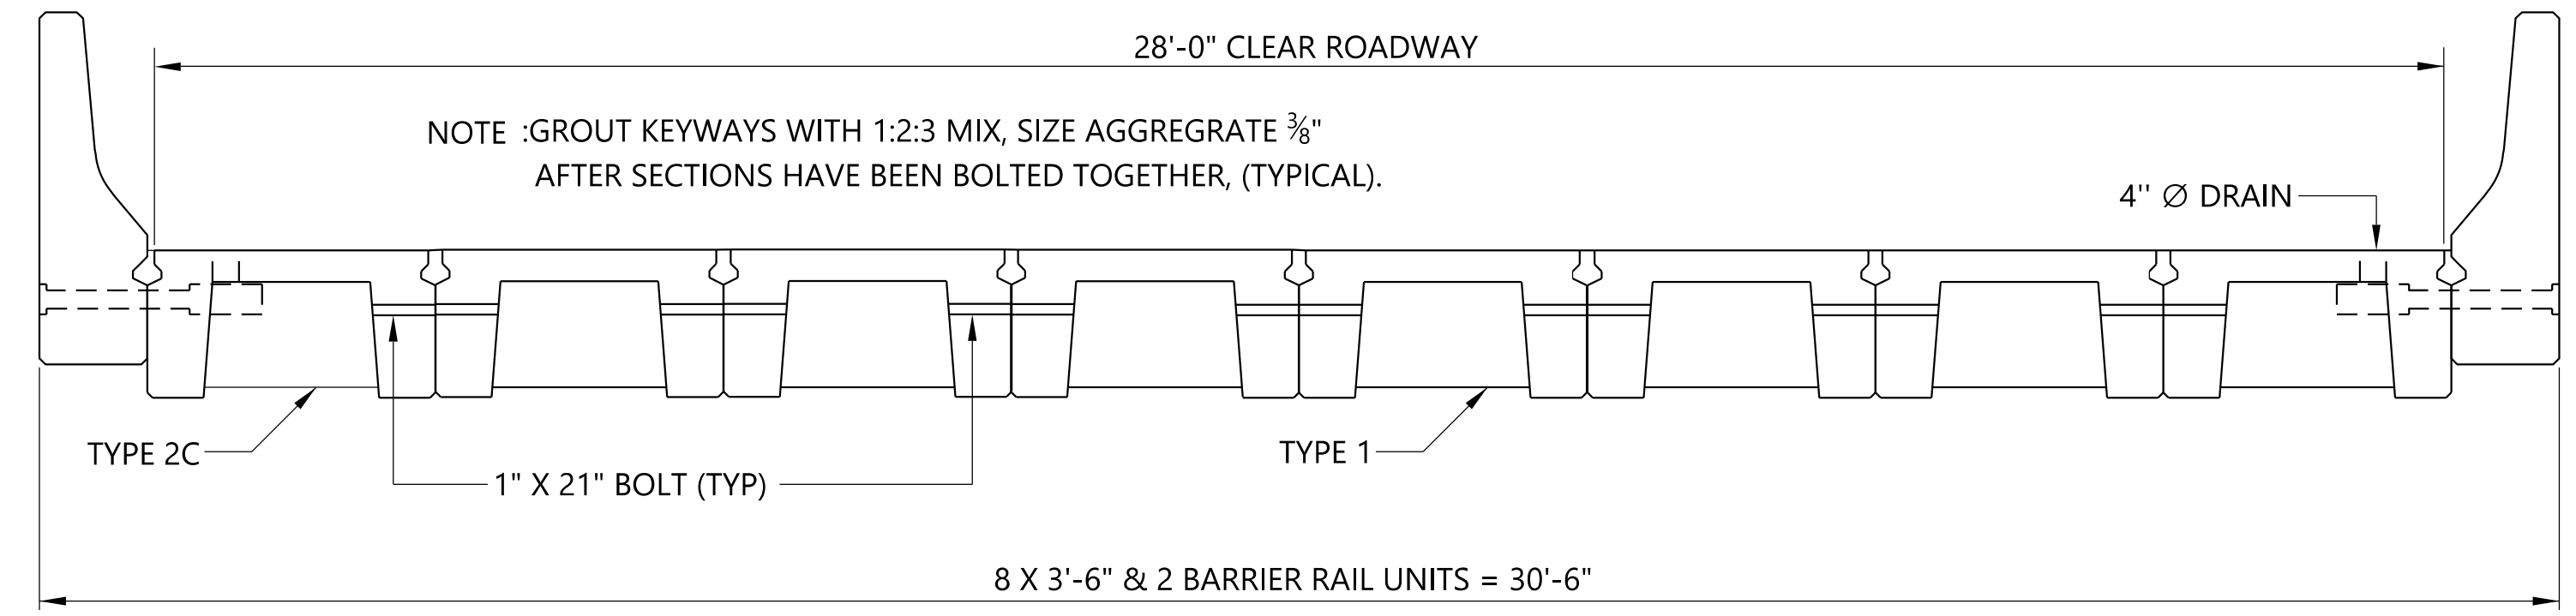 28'-0" CLEAR ROADWAY
NOTE :GROUT KEYWAYS WITH 1:2:3 MIX, SIZE AGGREGRATE ⅜"
AFTER SECTIONS HAVE BEEN BOLTED TOGETHER, (TYPICAL).
4'' Ø DRAIN
TYPE 2C
TYPE 1
1" X 21" BOLT (TYP)
8 X 3'-6" & 2 BARRIER RAIL UNITS = 30'-6"